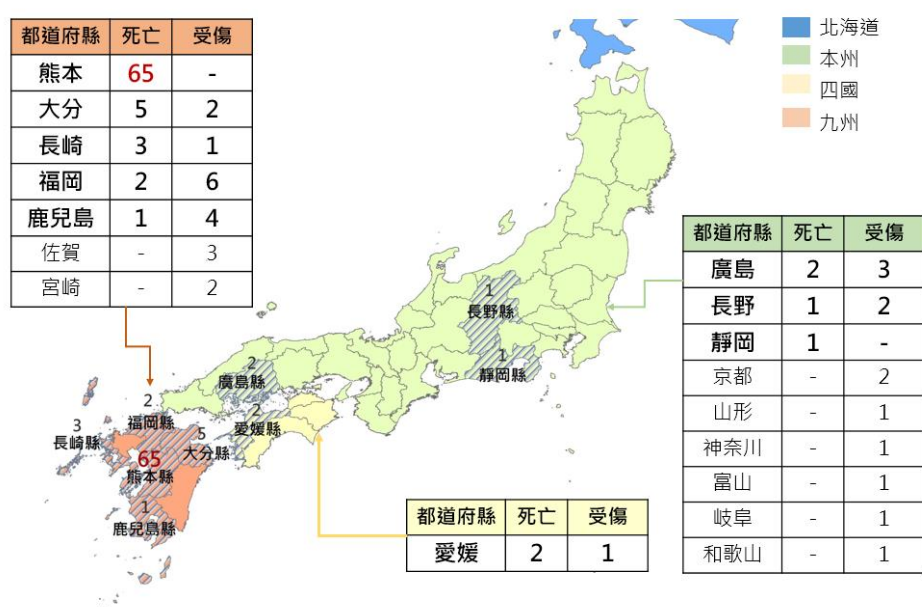 都道府縣 死亡 受傷
熊本 65 -
大分 5 2
長崎 3 1
福岡 2 6
鹿兒島 1 4
佐賀 - 3
宮崎 - 2
北海道
本州
四國
九州
都道府縣 死亡 受傷
廣島 2 3
長野 1 2
靜岡 1 -
京都 - 2
山形 - 1
神奈川 - 1
富山 - 1
岐阜 - 1
和歌山 - 1
1
長野縣
1
靜岡縣
2
廣島縣
2
愛媛縣
2
福岡縣
3
長崎縣
5
大分縣
65
熊本縣
1
鹿兒島縣
都道府縣 死亡 受傷
愛媛 2 1